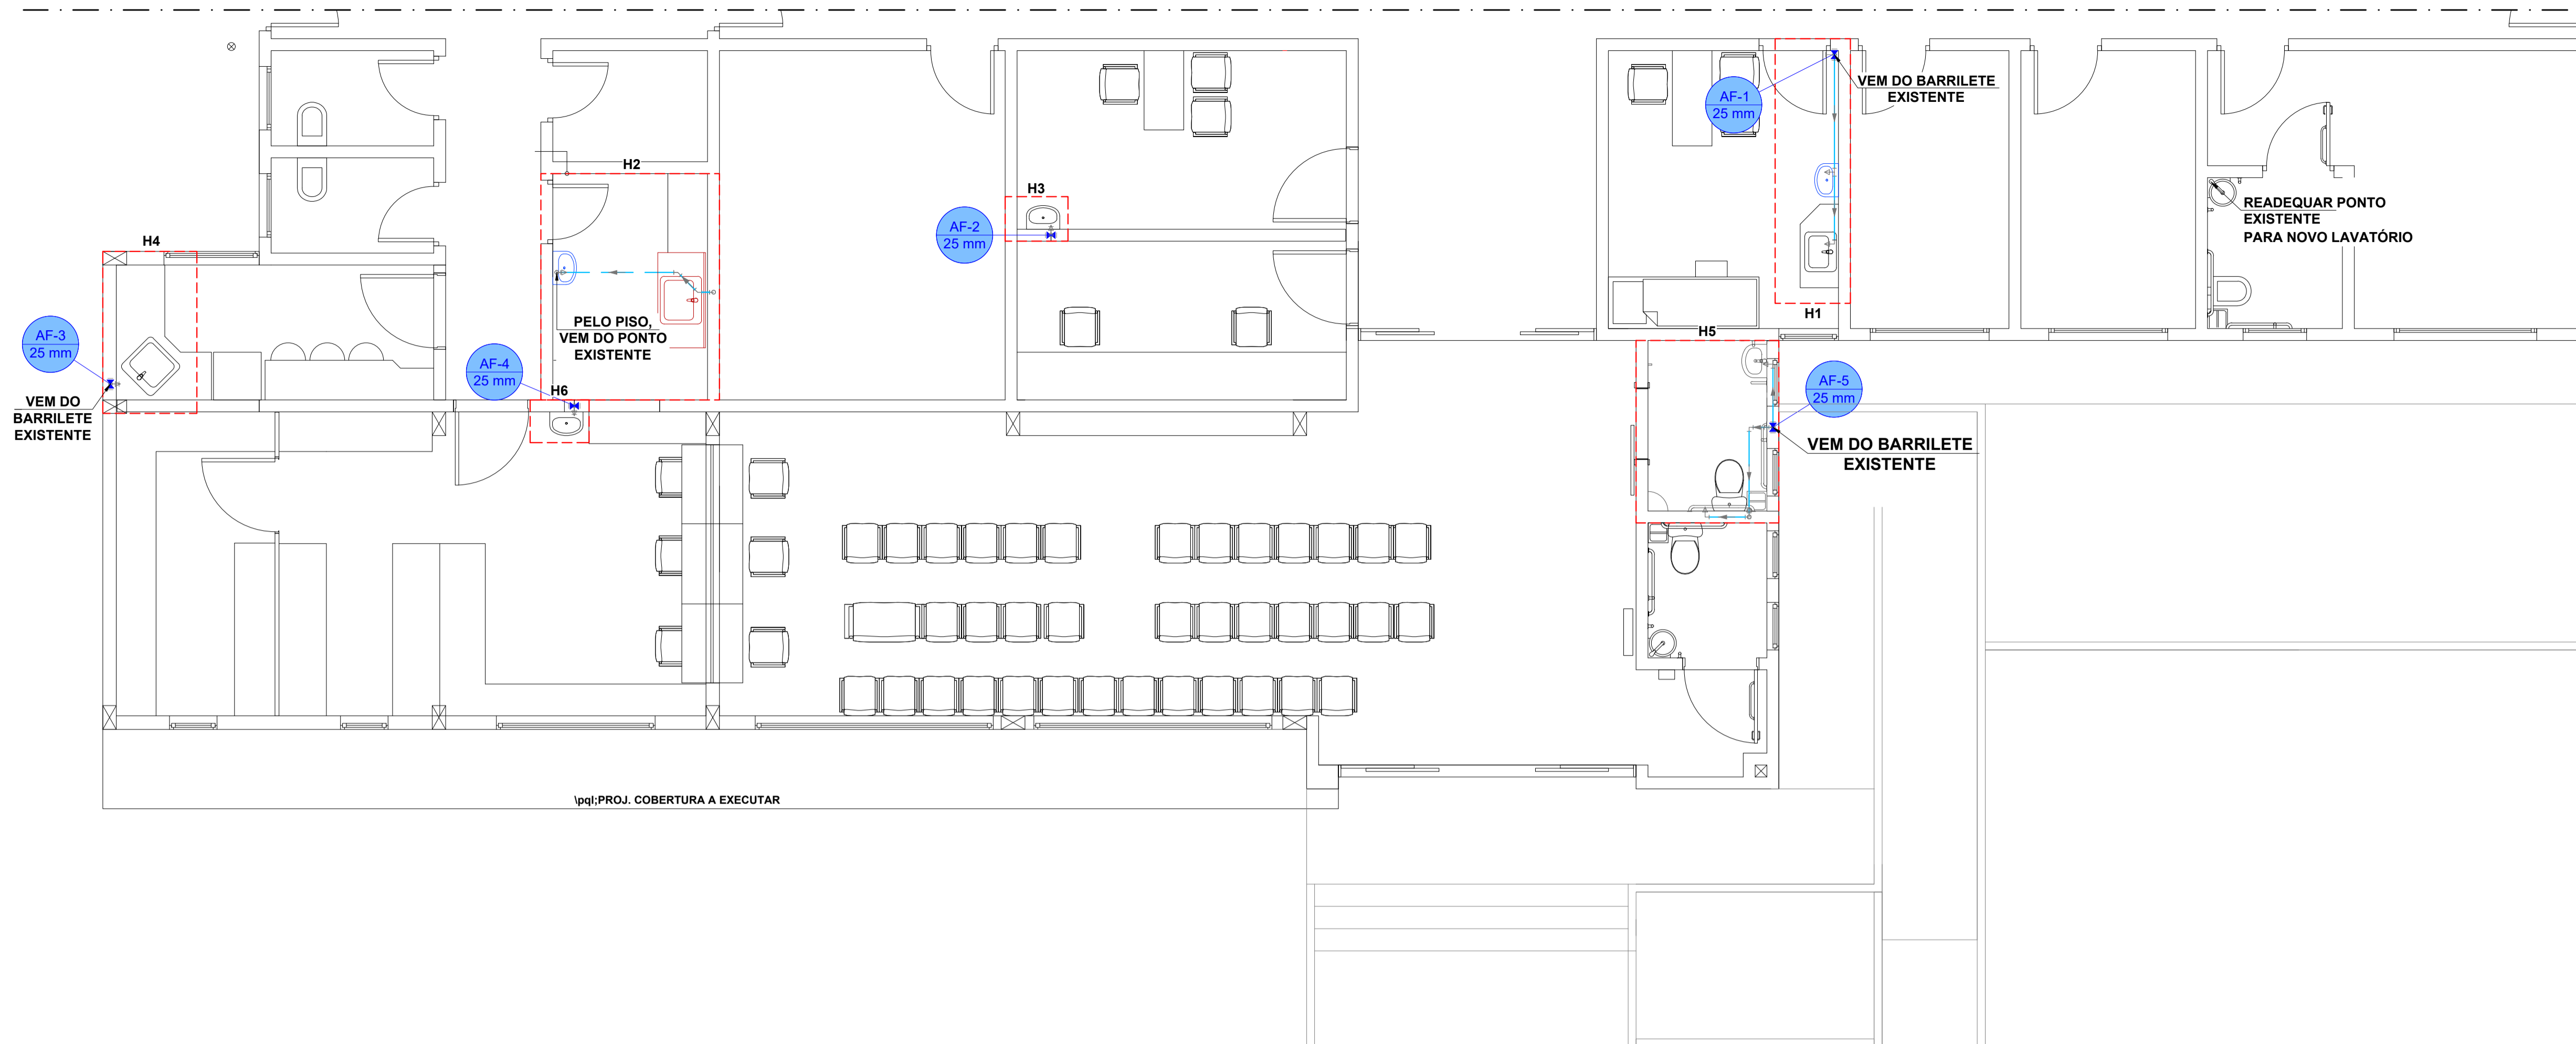 AF-1
25 mm
VEM DO BARRILETE
EXISTENTE
H2
H3
AF-2
25 mm
READEQUAR PONTO
EXISTENTE
PARA NOVO LAVATÓRIO
H4
H1
PELO PISO,
VEM DO PONTO
EXISTENTE
H5
AF-3
25 mm
AF-4
25 mm
H6
AF-5
25 mm
VEM DO
BARRILETE
EXISTENTE
VEM DO BARRILETE
EXISTENTE
\pql;PROJ. COBERTURA A EXECUTAR